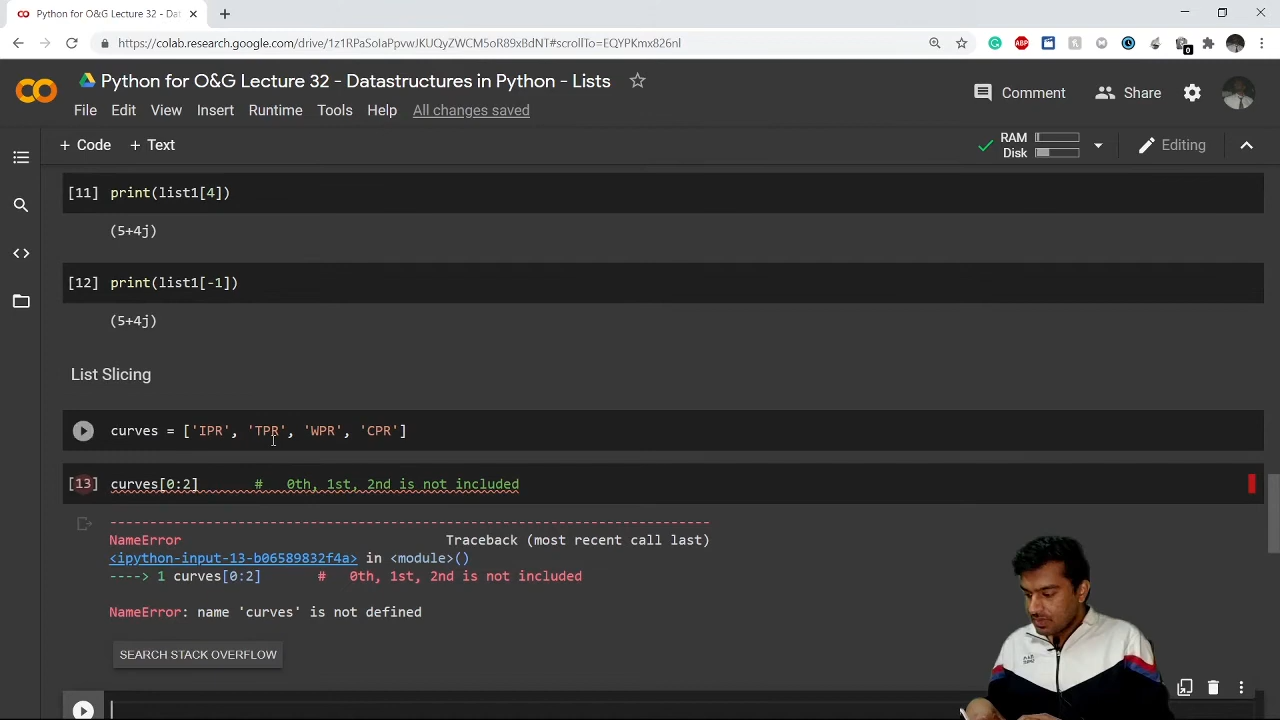 Python for O&G Lecture 32 - Dat
https://colab.research.google.com/drive/1z1RPaSolaPpvwJKUQyZWCM5oR89xBdNT#scrollTo=EQYPKmx826nl
ABP
0
Python for O&G Lecture 32 - Datastructures in Python - Lists
Comment
Share
File Edit View Insert Runtime Tools Help All changes saved
+ Code + Text
RAM
Disk
Editing
[11] print(list1[4])
(5+4j)
[12] print(list1[-1])
(5+4j)
List Slicing
curves = ['IPR', 'TPR', 'WPR', 'CPR']
[13] curves[0:2] # 0th, 1st, 2nd is not included
---------------------------------------------------------------------------
NameError Traceback (most recent call last)
<ipython-input-13-b06589832f4a> in <module>()
----> 1 curves[0:2] # 0th, 1st, 2nd is not included
NameError: name 'curves' is not defined
SEARCH STACK OVERFLOW